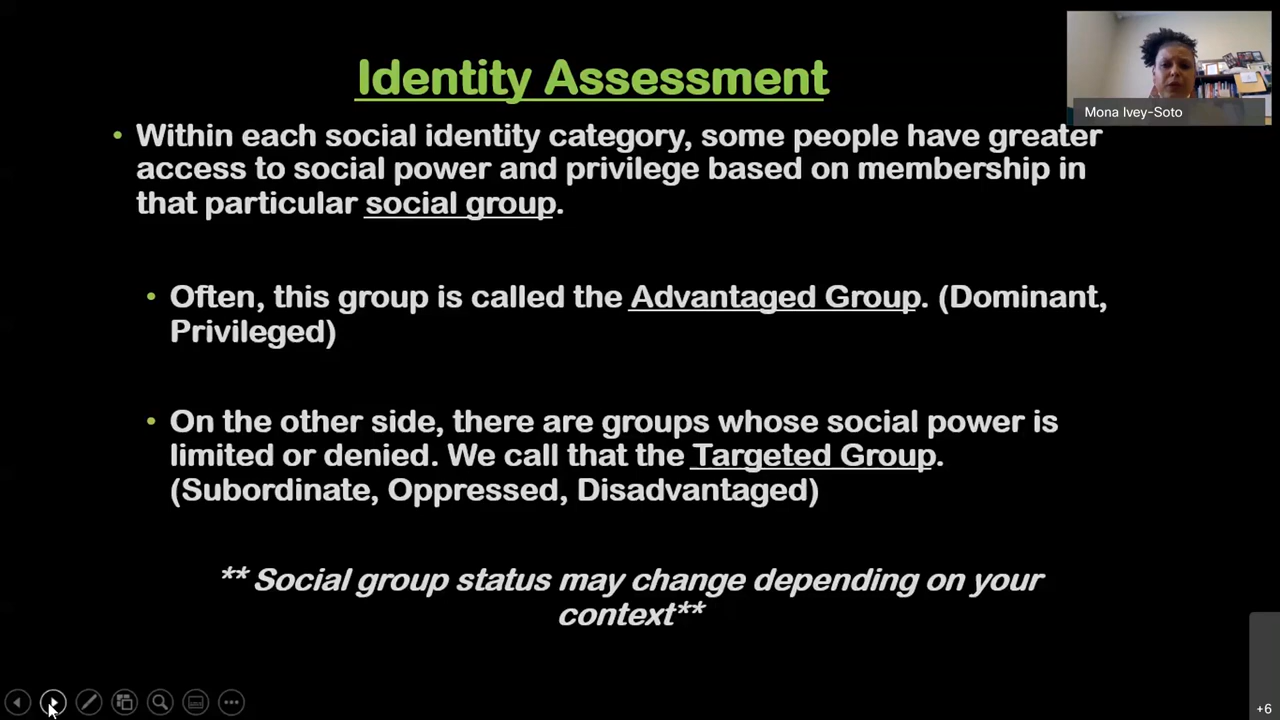 Identity Assessment
Mona Ivey-Soto
• Within each social identity category, some people have greater
access to social power and privilege based on membership in
that particular social group.
• Often, this group is called the Advantaged Group. (Dominant,
Privileged)
• On the other side, there are groups whose social power is
limited or denied. We call that the Targeted Group.
(Subordinate, Oppressed, Disadvantaged)
** Social group status may change depending on your
context**
+6